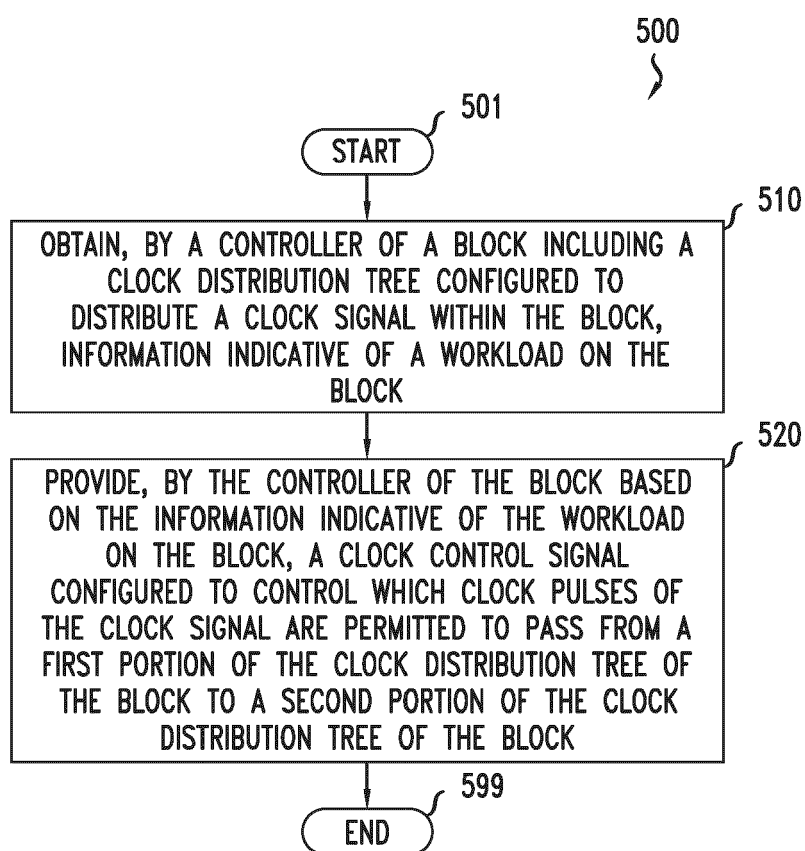 500
501
START
510
OBTAIN, BY A CONTROLLER OF A BLOCK INCLUDING A
CLOCK DISTRIBUTION TREE CONFIGURED TO
DISTRIBUTE A CLOCK SIGNAL WITHIN THE BLOCK,
INFORMATION INDICATIVE OF A WORKLOAD ON THE
BLOCK
520
PROVIDE, BY THE CONTROLLER OF THE BLOCK BASED
ON THE INFORMATION INDICATIVE OF THE WORKLOAD
ON THE BLOCK, A CLOCK CONTROL SIGNAL
CONFIGURED TO CONTROL WHICH CLOCK PULSES OF
THE CLOCK SIGNAL ARE PERMITTED TO PASS FROM A
FIRST PORTION OF THE CLOCK DISTRIBUTION TREE OF
THE BLOCK TO A SECOND PORTION OF THE CLOCK
DISTRIBUTION TREE OF THE BLOCK
599
END